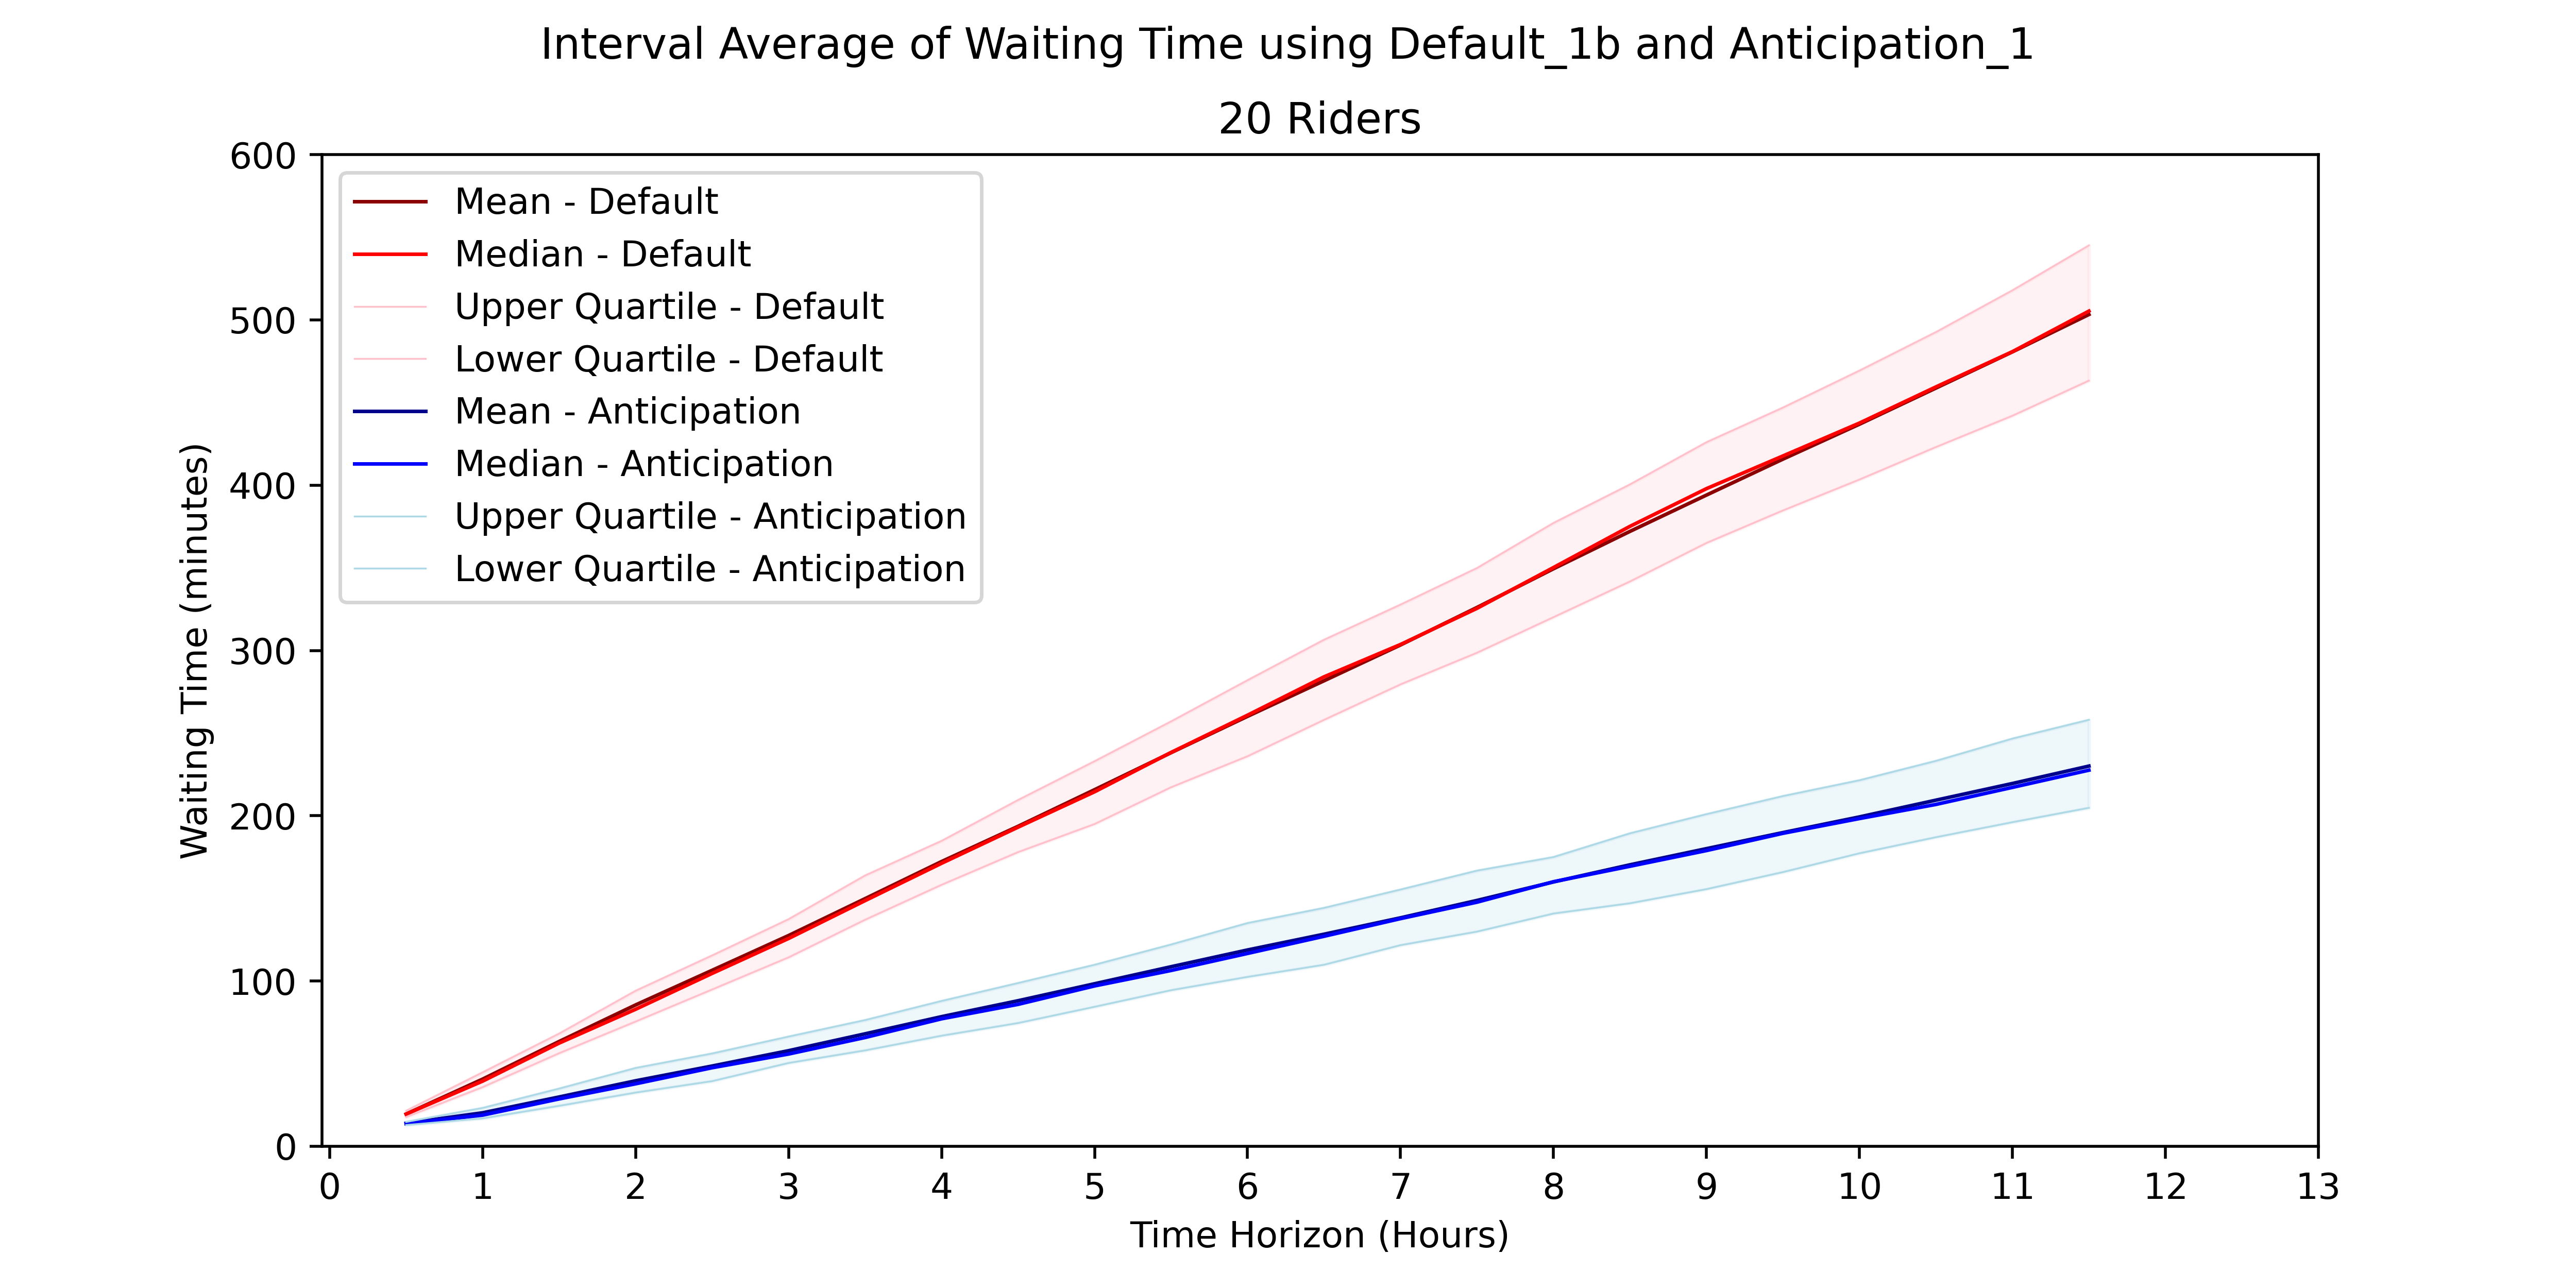 Interval Average of Waiting Time using Default_1b and Anticipation_1
20 Riders
600
500
400
300
200
100
0
Waiting Time (minutes)
Mean - Default
Median - Default
Upper Quartile - Default
Lower Quartile - Default
Mean - Anticipation
Median - Anticipation
Upper Quartile - Anticipation
Lower Quartile - Anticipation
0 1 2 3 4 5 6 7 8 9 10 11 12 13
Time Horizon (Hours)